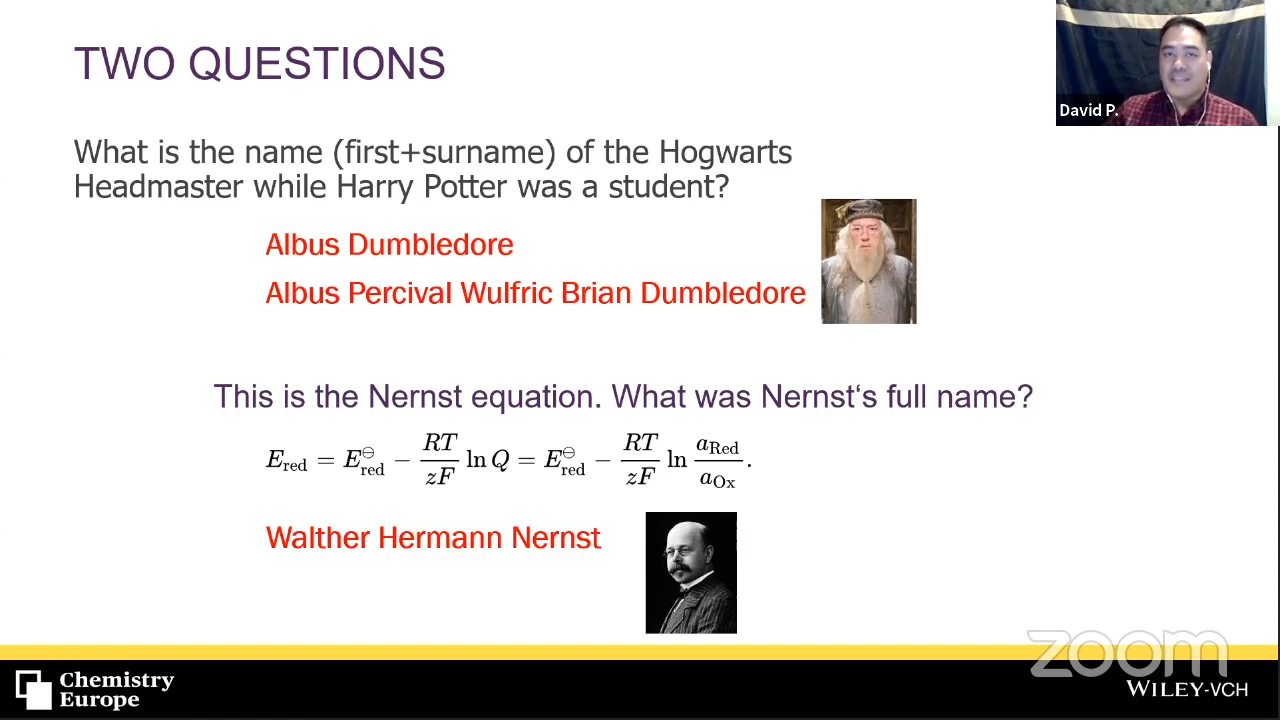 TWO QUESTIONS
David P.
What is the name (first+surname) of the Hogwarts
Headmaster while Harry Potter was a student?
Albus Dumbledore
Albus Percival Wulfric Brian Dumbledore
This is the Nernst equation. What was Nernst‘s full name?
E_red = E^⊖_red − RT/zF ln Q = E^⊖_red − RT/zF ln a_Red/a_Ox.
Walther Hermann Nernst
zoom
Chemistry
Europe
WILEY-VCH